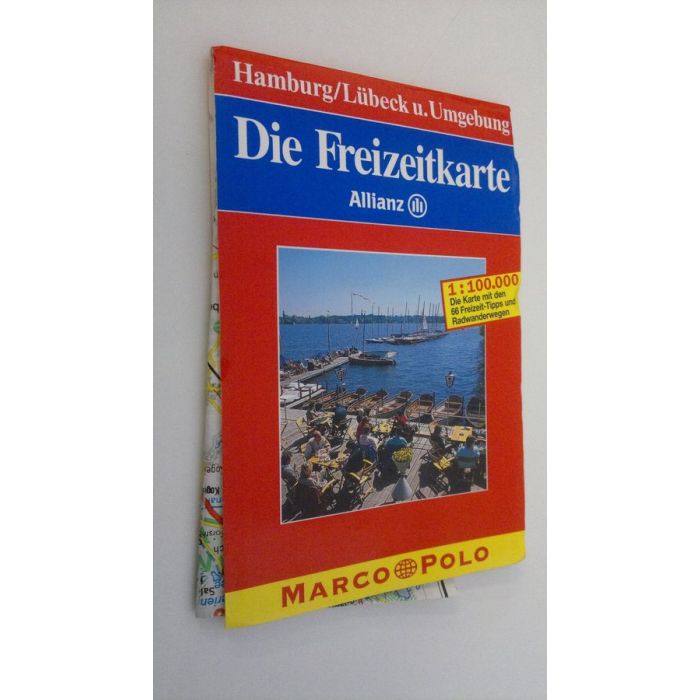 Hamburg/Lübeck u. Umgebung
Die Freizeitkarte
Allianz
1:100.000
Die Karte mit den
66 Freizeit-Tipps und
Radwanderwegen
MARCO POLO